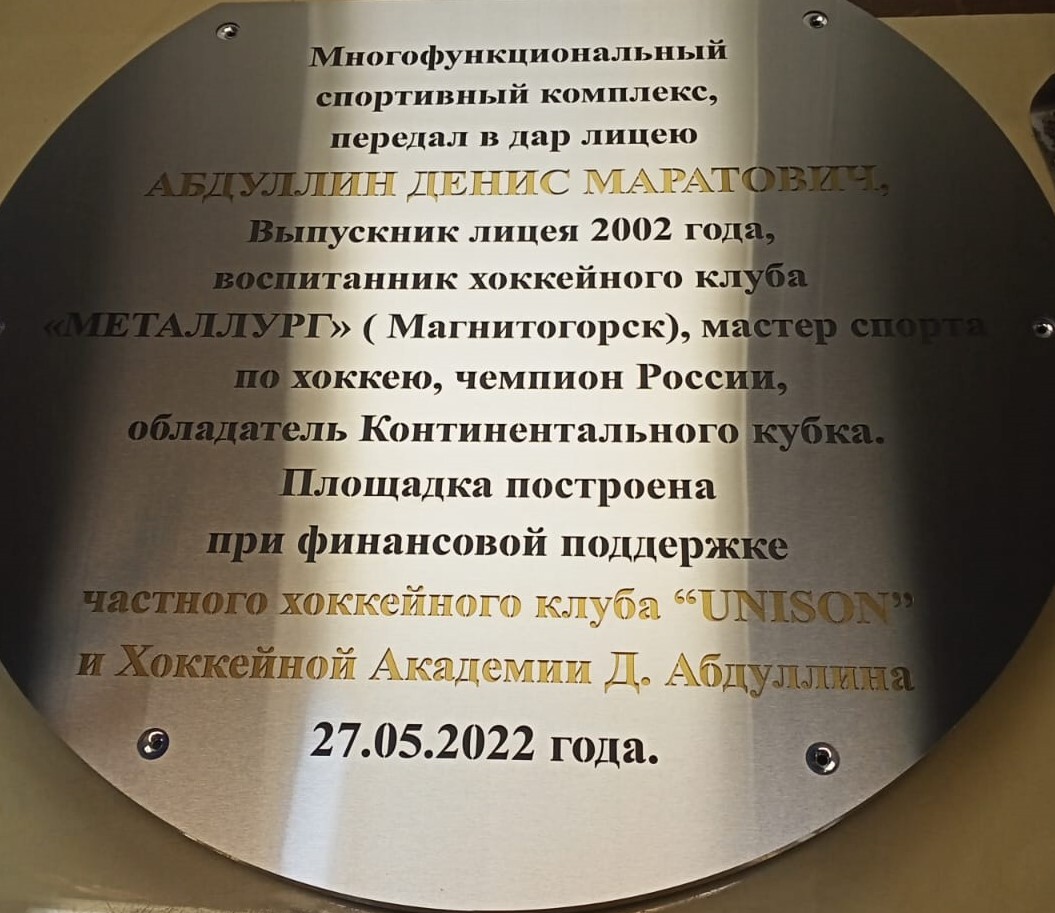 Многофункциональный
спортивный комплекс,
передал в дар лицею
АБДУЛЛИН ДЕНИС МАРАТОВИЧ,
Выпускник лицея 2002 года,
воспитанник хоккейного клуба
«МЕТАЛЛУРГ» ( Магнитогорск), мастер спорта
по хоккею, чемпион России,
обладатель Континентального кубка.
Площадка построена
при финансовой поддержке
частного хоккейного клуба “UNISON”
и Хоккейной Академии Д. Абдуллина
27.05.2022 года.